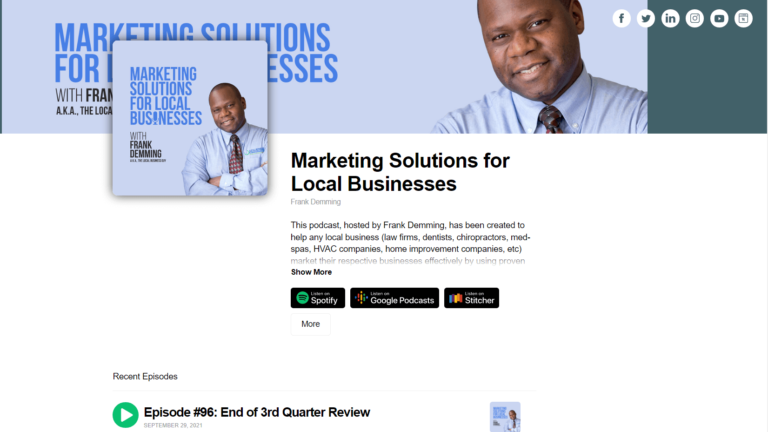 MARKETING SOLUTIONS
FOR L
ESSES
WITH FRAN
A.K.A., THE LOCA
MARKETING
SOLUTIONS
FOR LOCAL
BUSINESSES
WITH
FRANK
DEMMING
Marketing Solutions for
Local Businesses
Frank Demming
This podcast, hosted by Frank Demming, has been created to
help any local business (law firms, dentists, chiropractors, med-
spas, HVAC companies, home improvement companies, etc)
market their respective businesses effectively by using proven
Show More
Listen on
Spotify
Listen on
Google Podcasts
Listen on
Stitcher
More
Recent Episodes
Episode #96: End of 3rd Quarter Review
SEPTEMBER 29, 2021